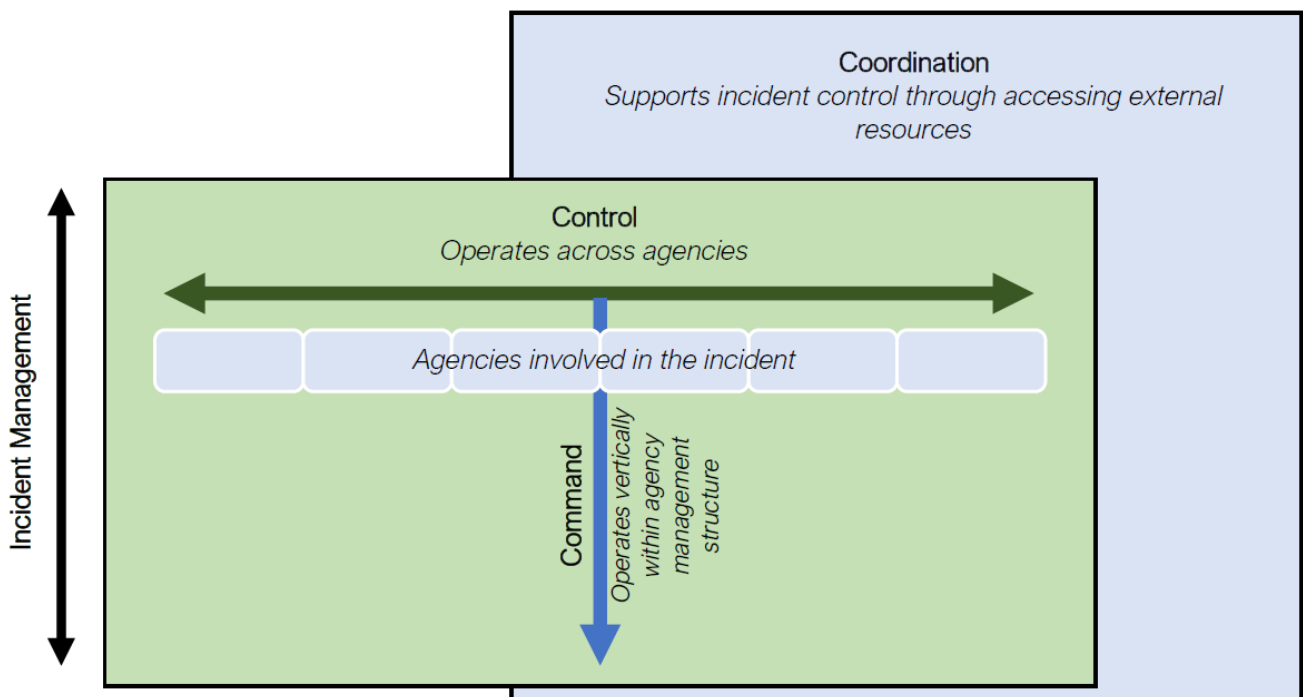 Coordination
Supports incident control through accessing external
resources
Control
Operates across agencies
Incident Management
Agencies involved in the incident
Command
Operates vertically
within agency
management
structure